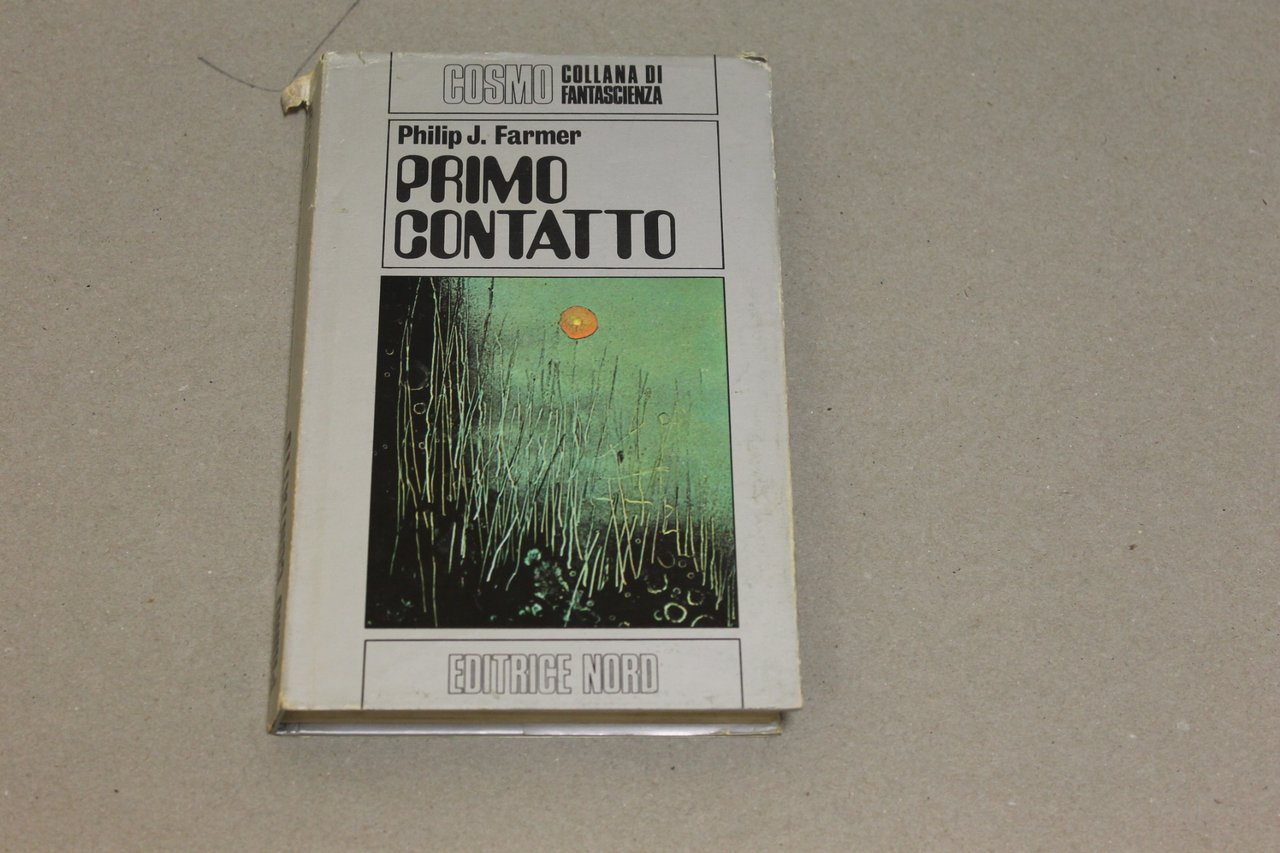 COSMO COLLANA DI
FANTASCIENZA
Philip J. Farmer
PRIMO
CONTATTO
EDITRICE NORD